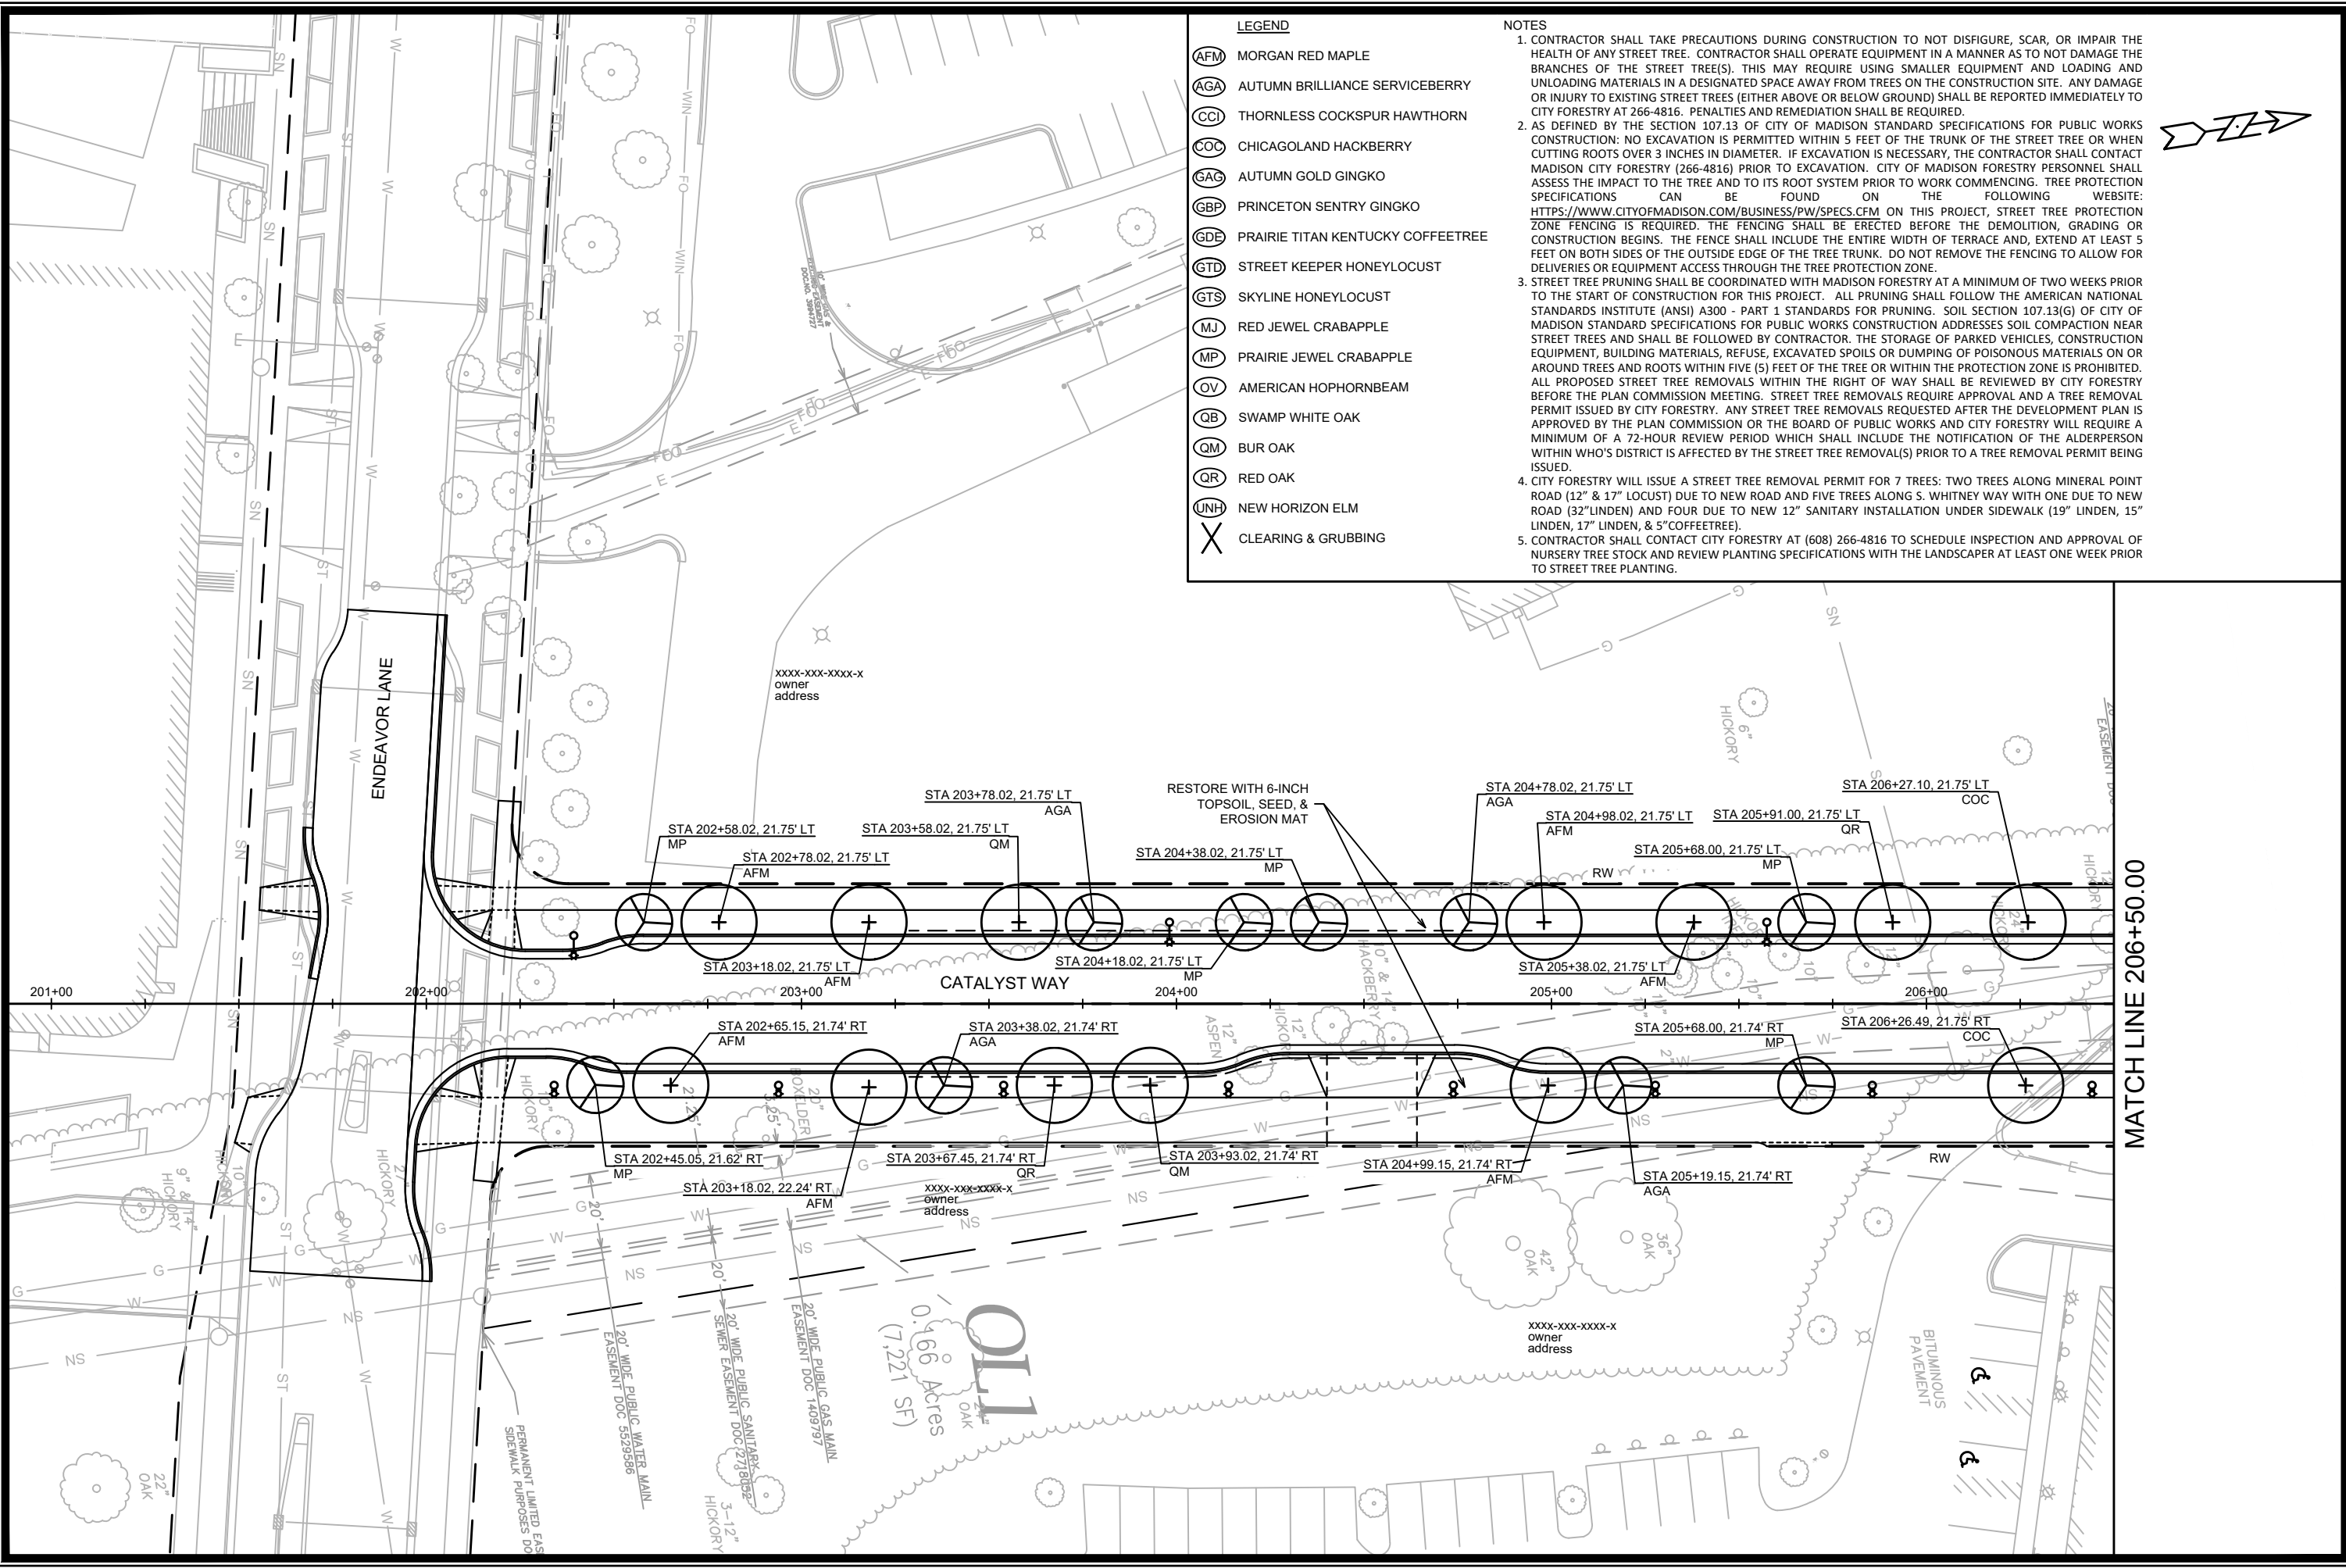 LEGEND
AFM MORGAN RED MAPLE
AGA AUTUMN BRILLIANCE SERVICEBERRY
CCI THORNLESS COCKSPUR HAWTHORN
COC CHICAGOLAND HACKBERRY
GAG AUTUMN GOLD GINGKO
GBP PRINCETON SENTRY GINGKO
GDE PRAIRIE TITAN KENTUCKY COFFEETREE
GTD STREET KEEPER HONEYLOCUST
GTS SKYLINE HONEYLOCUST
MJ RED JEWEL CRABAPPLE
MP PRAIRIE JEWEL CRABAPPLE
OV AMERICAN HOPHORNBEAM
QB SWAMP WHITE OAK
QM BUR OAK
QR RED OAK
UNH NEW HORIZON ELM
CLEARING & GRUBBING
NOTES
1. CONTRACTOR SHALL TAKE PRECAUTIONS DURING CONSTRUCTION TO NOT DISFIGURE, SCAR, OR IMPAIR THE
HEALTH OF ANY STREET TREE. CONTRACTOR SHALL OPERATE EQUIPMENT IN A MANNER AS TO NOT DAMAGE THE
BRANCHES OF THE STREET TREE(S). THIS MAY REQUIRE USING SMALLER EQUIPMENT AND LOADING AND
UNLOADING MATERIALS IN A DESIGNATED SPACE AWAY FROM TREES ON THE CONSTRUCTION SITE. ANY DAMAGE
OR INJURY TO EXISTING STREET TREES (EITHER ABOVE OR BELOW GROUND) SHALL BE REPORTED IMMEDIATELY TO
CITY FORESTRY AT 266-4816. PENALTIES AND REMEDIATION SHALL BE REQUIRED.
2. AS DEFINED BY THE SECTION 107.13 OF CITY OF MADISON STANDARD SPECIFICATIONS FOR PUBLIC WORKS
CONSTRUCTION: NO EXCAVATION IS PERMITTED WITHIN 5 FEET OF THE TRUNK OF THE STREET TREE OR WHEN
CUTTING ROOTS OVER 3 INCHES IN DIAMETER. IF EXCAVATION IS NECESSARY, THE CONTRACTOR SHALL CONTACT
MADISON CITY FORESTRY (266-4816) PRIOR TO EXCAVATION. CITY OF MADISON FORESTRY PERSONNEL SHALL
ASSESS THE IMPACT TO THE TREE AND TO ITS ROOT SYSTEM PRIOR TO WORK COMMENCING. TREE PROTECTION
SPECIFICATIONS CAN BE FOUND ON THE FOLLOWING WEBSITE:
HTTPS://WWW.CITYOFMADISON.COM/BUSINESS/PW/SPECS.CFM ON THIS PROJECT, STREET TREE PROTECTION
ZONE FENCING IS REQUIRED. THE FENCING SHALL BE ERECTED BEFORE THE DEMOLITION, GRADING OR
CONSTRUCTION BEGINS. THE FENCE SHALL INCLUDE THE ENTIRE WIDTH OF TERRACE AND, EXTEND AT LEAST 5
FEET ON BOTH SIDES OF THE OUTSIDE EDGE OF THE TREE TRUNK. DO NOT REMOVE THE FENCING TO ALLOW FOR
DELIVERIES OR EQUIPMENT ACCESS THROUGH THE TREE PROTECTION ZONE.
3. STREET TREE PRUNING SHALL BE COORDINATED WITH MADISON FORESTRY AT A MINIMUM OF TWO WEEKS PRIOR
TO THE START OF CONSTRUCTION FOR THIS PROJECT. ALL PRUNING SHALL FOLLOW THE AMERICAN NATIONAL
STANDARDS INSTITUTE (ANSI) A300 - PART 1 STANDARDS FOR PRUNING. SOIL SECTION 107.13(G) OF CITY OF
MADISON STANDARD SPECIFICATIONS FOR PUBLIC WORKS CONSTRUCTION ADDRESSES SOIL COMPACTION NEAR
STREET TREES AND SHALL BE FOLLOWED BY CONTRACTOR. THE STORAGE OF PARKED VEHICLES, CONSTRUCTION
EQUIPMENT, BUILDING MATERIALS, REFUSE, EXCAVATED SPOILS OR DUMPING OF POISONOUS MATERIALS ON OR
AROUND TREES AND ROOTS WITHIN FIVE (5) FEET OF THE TREE OR WITHIN THE PROTECTION ZONE IS PROHIBITED.
ALL PROPOSED STREET TREE REMOVALS WITHIN THE RIGHT OF WAY SHALL BE REVIEWED BY CITY FORESTRY
BEFORE THE PLAN COMMISSION MEETING. STREET TREE REMOVALS REQUIRE APPROVAL AND A TREE REMOVAL
PERMIT ISSUED BY CITY FORESTRY. ANY STREET TREE REMOVALS REQUESTED AFTER THE DEVELOPMENT PLAN IS
APPROVED BY THE PLAN COMMISSION OR THE BOARD OF PUBLIC WORKS AND CITY FORESTRY WILL REQUIRE A
MINIMUM OF A 72-HOUR REVIEW PERIOD WHICH SHALL INCLUDE THE NOTIFICATION OF THE ALDERPERSON
WITHIN WHO'S DISTRICT IS AFFECTED BY THE STREET TREE REMOVAL(S) PRIOR TO A TREE REMOVAL PERMIT BEING
ISSUED.
4. CITY FORESTRY WILL ISSUE A STREET TREE REMOVAL PERMIT FOR 7 TREES: TWO TREES ALONG MINERAL POINT
ROAD (12” & 17” LOCUST) DUE TO NEW ROAD AND FIVE TREES ALONG S. WHITNEY WAY WITH ONE DUE TO NEW
ROAD (32”LINDEN) AND FOUR DUE TO NEW 12” SANITARY INSTALLATION UNDER SIDEWALK (19” LINDEN, 15”
LINDEN, 17” LINDEN, & 5”COFFEETREE).
5. CONTRACTOR SHALL CONTACT CITY FORESTRY AT (608) 266-4816 TO SCHEDULE INSPECTION AND APPROVAL OF
NURSERY TREE STOCK AND REVIEW PLANTING SPECIFICATIONS WITH THE LANDSCAPER AT LEAST ONE WEEK PRIOR
TO STREET TREE PLANTING.
ENDEAVOR LANE
xxxx-xxx-xxxx-x
owner
address
6"
HICKORY
RESTORE WITH 6-INCH
TOPSOIL, SEED, &
EROSION MAT
STA 203+78.02, 21.75' LT
AGA
STA 204+78.02, 21.75' LT
AGA
STA 206+27.10, 21.75' LT
COC
STA 202+58.02, 21.75' LT
MP
STA 203+58.02, 21.75' LT
QM
STA 204+98.02, 21.75' LT
AFM
STA 205+91.00, 21.75' LT
QR
STA 202+78.02, 21.75' LT
AFM
STA 204+38.02, 21.75' LT
MP
STA 205+68.00, 21.75' LT
MP
RW
STA 203+18.02, 21.75' LT
AFM
STA 204+18.02, 21.75' LT
MP
STA 205+38.02, 21.75' LT
AFM
CATALYST WAY
201+00
202+00
203+00
204+00
205+00
206+00
MATCH LINE 206+50.00
STA 202+65.15, 21.74' RT
AFM
STA 203+38.02, 21.74' RT
AGA
STA 205+68.00, 21.74' RT
MP
STA 206+26.49, 21.75' RT
COC
STA 202+45.05, 21.62' RT
MP
STA 203+67.45, 21.74' RT
QR
STA 203+93.02, 21.74' RT
QM
STA 204+99.15, 21.74' RT
AFM
STA 205+19.15, 21.74' RT
AGA
STA 203+18.02, 22.24' RT
AFM
RW
xxxx-xxx-xxxx-x
owner
address
xxxx-xxx-xxxx-x
owner
address
10" & 14"
HACKBERRY
12"
ASPEN
12"
HICKORY
20"
BOXELDER
42"
OAK
36"
OAK
OL1
0.166 Acres
(7,221 SF)
24"
OAK
20' WIDE PUBLIC GAS MAIN
EASEMENT DOC 1409797
20' WIDE PUBLIC SANITARY
20' WIDE PUBLIC WATER MAIN
EASEMENT DOC 5529586
PERMANENT LIMITED EAS
SIDEWALK PURPOSES DO
3-12"
HICKORY
22"
OAK
BITUMINOUS
PAVEMENT